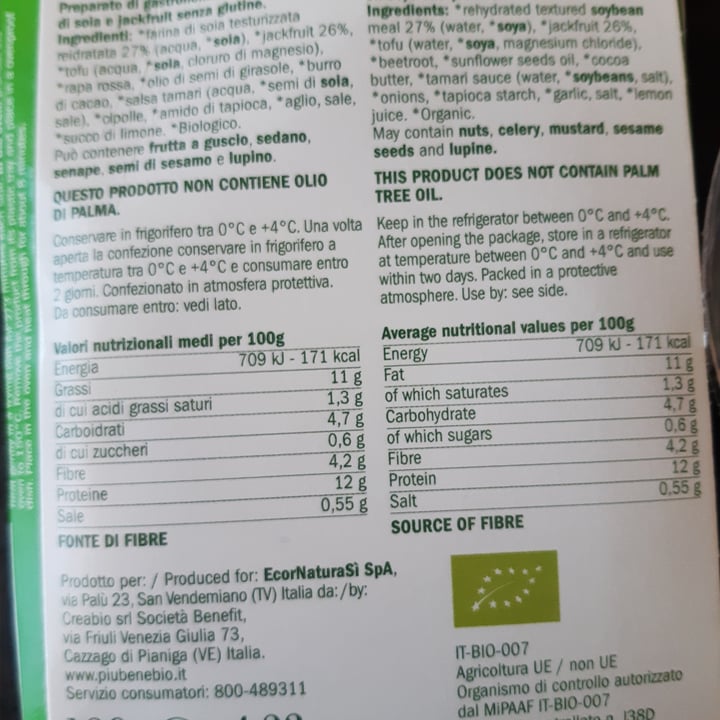 Preparato di
di soia e jackfruit senza glutine.
Ingredienti: *farina di soia testurizzata
reidratata 27% (acqua, *soia), *jackfruit 26%,
*tofu (acqua, *soia, cloruro di magnesio),
*rapa rossa, *olio di semi di girasole, *burro
di cacao, *salsa tamari (acqua, *semi di soia,
sale), *cipolle, *amido di tapioca, *aglio, sale,
*succo di limone. *Biologico.
Può contenere frutta a guscio, sedano,
senape, semi di sesamo e lupino.
QUESTO PRODOTTO NON CONTIENE OLIO
DI PALMA.
Conservare in frigorifero tra 0°C e +4°C. Una volta
aperta la confezione conservare in frigorifero a
temperatura tra 0°C e +4°C e consumare entro
2 giorni. Confezionato in atmosfera protettiva.
Da consumare entro: vedi lato.
Valori nutrizionali medi per 100g
Energia 709 kJ - 171 kcal
Grassi 11 g
di cui acidi grassi saturi 1,3 g
Carboidrati 4,7 g
di cui zuccheri 0,6 g
Fibre 4,2 g
Proteine 12 g
Sale 0,55 g
FONTE DI FIBRE
Ingredients: *rehydrated textured soybean
meal 27% (water, *soya), *jackfruit 26%,
*tofu (water, *soya, magnesium chloride),
*beetroot, *sunflower seeds oil, *cocoa
butter, *tamari sauce (water, *soybeans, salt),
*onions, *tapioca starch, *garlic, salt, *lemon
juice. *Organic.
May contain nuts, celery, mustard, sesame
seeds and lupine.
THIS PRODUCT DOES NOT CONTAIN PALM
TREE OIL.
Keep in the refrigerator between 0°C and +4°C.
After opening the package, store in a refrigerator
at temperature between 0°C and +4°C and use
within two days. Packed in a protective
atmosphere. Use by: see side.
Average nutritional values per 100g
Energy 709 kJ - 171 kcal
Fat 11 g
of which saturates 1,3 g
Carbohydrate 4,7 g
of which sugars 0,6 g
Fibre 4,2 g
Protein 12 g
Salt 0,55 g
SOURCE OF FIBRE
Prodotto per: / Produced for: EcorNaturaSì SpA,
via Palù 23, San Vendemiano (TV) Italia da:/by:
Creabio srl Società Benefit,
via Friuli Venezia Giulia 73,
Cazzago di Pianiga (VE) Italia.
www.piubenebio.it
Servizio consumatori: 800-489311
IT-BIO-007
Agricoltura UE / non UE
Organismo di controllo autorizzato
dal MiPAAF IT-BIO-007
n. J38D